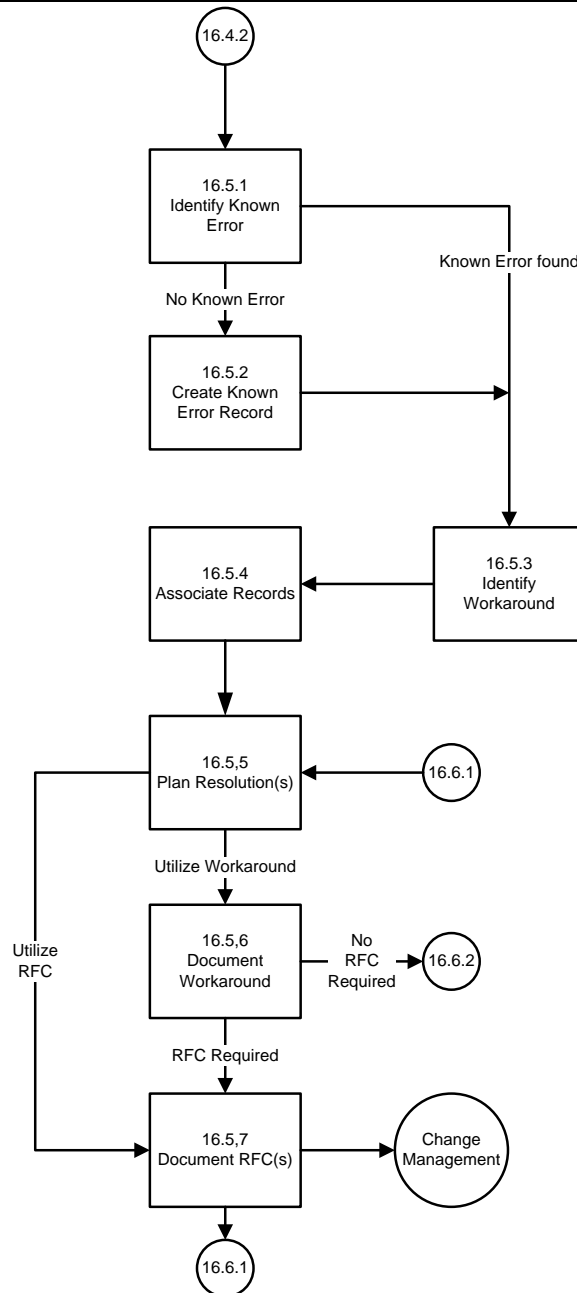 16.4.2
16.5.1
Identify Known
Error
Known Error found
No Known Error
16.5.2
Create Known
Error Record
16.5.4
Associate Records
16.5.3
Identify
Workaround
16.5,5
Plan Resolution(s)
16.6.1
Utilize Workaround
Utilize
RFC
16.5,6
Document
Workaround
No
RFC
Required
16.6.2
RFC Required
16.5,7
Document RFC(s)
Change
Management
16.6.1